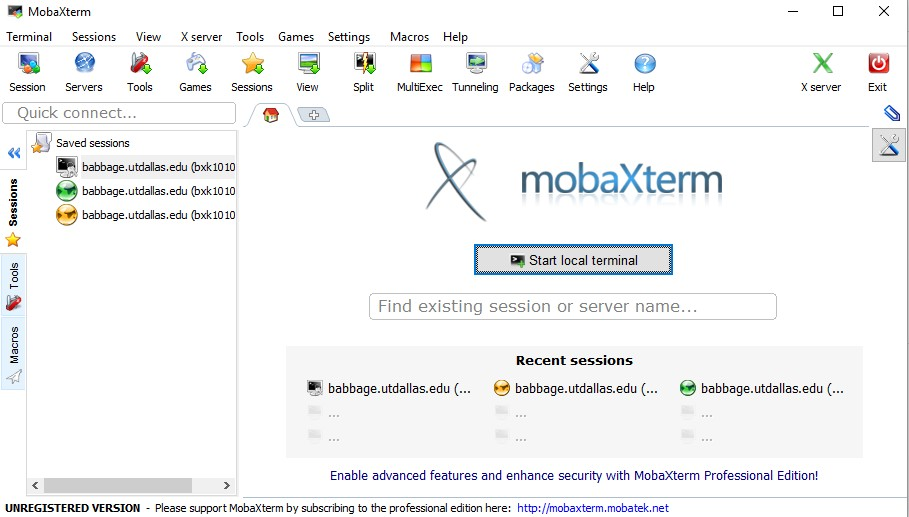 MobaXterm
Terminal Sessions View X server Tools Games Settings Macros Help
Session Servers Tools Games Sessions View Split MultiExec Tunneling Packages Settings Help X server Exit
Quick connect...
Saved sessions
babbage.utdallas.edu (bxk1010
babbage.utdallas.edu (bxk1010
babbage.utdallas.edu (bxk1010
Sessions
Tools
Macros
mobaXterm
Start local terminal
Find existing session or server name...
Recent sessions
babbage.utdallas.edu (... babbage.utdallas.edu (... babbage.utdallas.edu (...
... ... ...
... ... ...
Enable advanced features and enhance security with MobaXterm Professional Edition!
UNREGISTERED VERSION - Please support MobaXterm by subscribing to the professional edition here: http://mobaxterm.mobatek.net